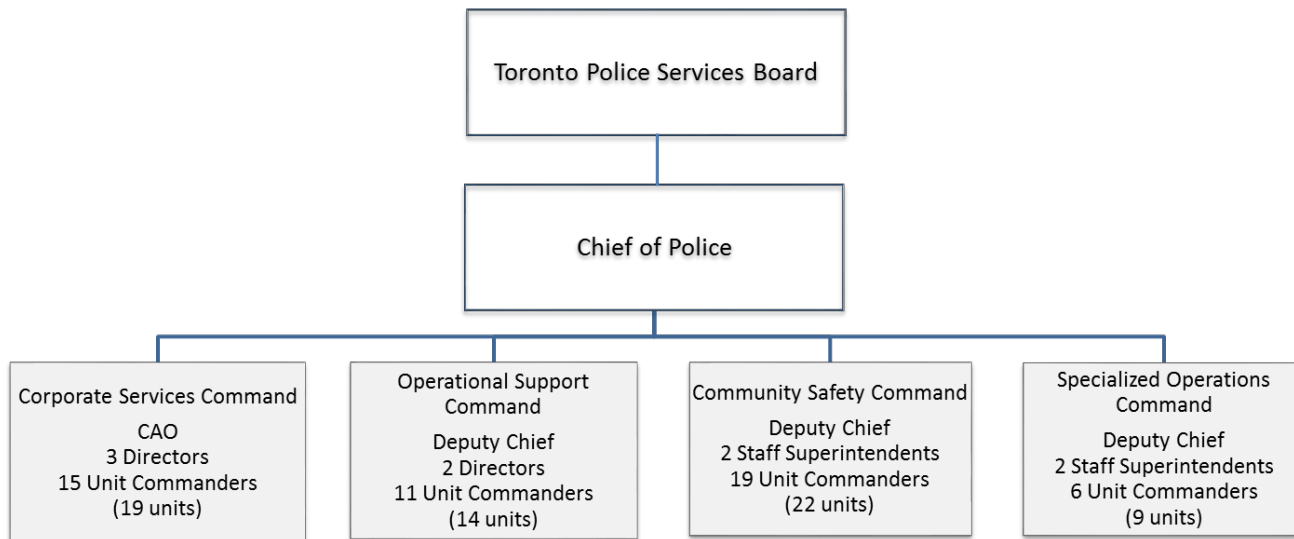 Toronto Police Services Board
Chief of Police
Corporate Services Command
CAO
3 Directors
15 Unit Commanders
(19 units)
Operational Support
Command
Deputy Chief
2 Directors
11 Unit Commanders
(14 units)
Community Safety Command
Deputy Chief
2 Staff Superintendents
19 Unit Commanders
(22 units)
Specialized Operations
Command
Deputy Chief
2 Staff Superintendents
6 Unit Commanders
(9 units)